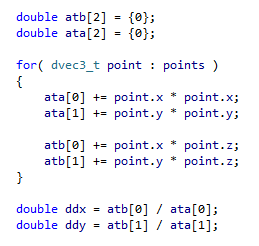 double atb[2] = {0};
double ata[2] = {0};

for( dvec3_t point : points )
{
    ata[0] += point.x * point.x;
    ata[1] += point.y * point.y;

    atb[0] += point.x * point.z;
    atb[1] += point.y * point.z;
}

double ddx = atb[0] / ata[0];
double ddy = atb[1] / ata[1];